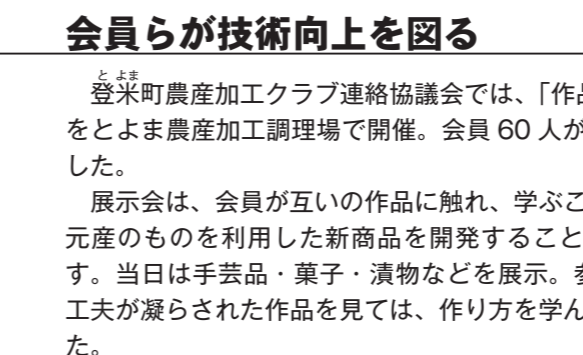 会員らが技術向上を図る
とよま
登米町農産加工クラブ連絡協議会では、「作品
をとよま農産加工調理場で開催。会員 60 人が
した。
展示会は、会員が互いの作品に触れ、学ぶこ
元産のものを利用した新商品を開発すること
す。当日は手芸品・菓子・漬物などを展示。参
工夫が凝らされた作品を見ては、作り方を学ん
た。